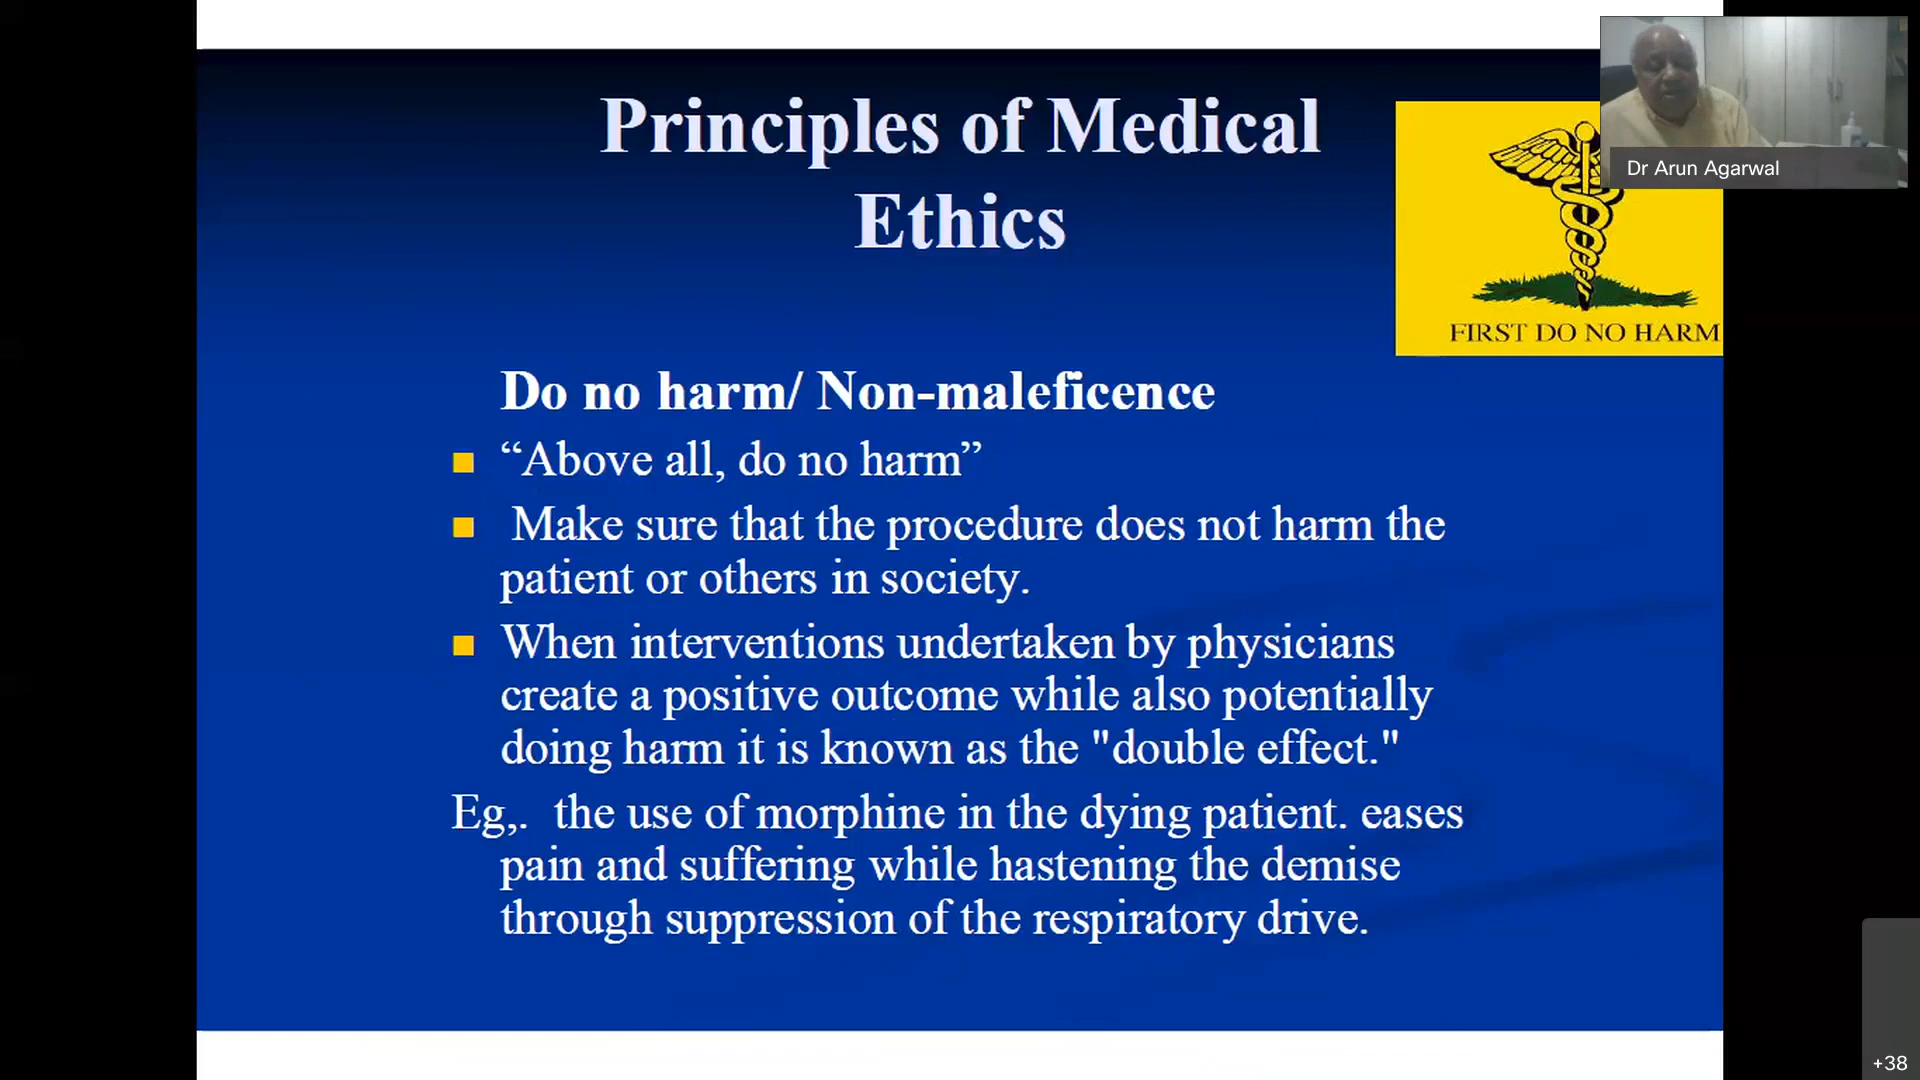 Principles of Medical
Ethics
Dr Arun Agarwal
FIRST DO NO HARM
Do no harm/ Non-maleficence
“Above all, do no harm”
Make sure that the procedure does not harm the
patient or others in society.
When interventions undertaken by physicians
create a positive outcome while also potentially
doing harm it is known as the "double effect."
Eg,. the use of morphine in the dying patient. eases
pain and suffering while hastening the demise
through suppression of the respiratory drive.
+38